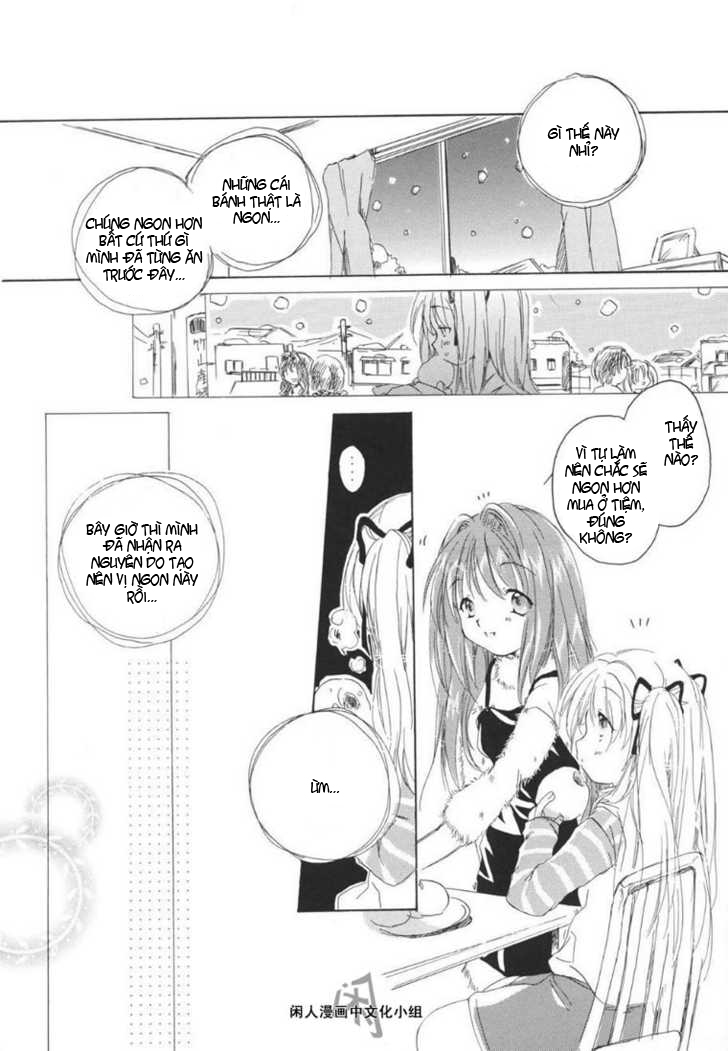 GÌ THẾ NÀY
NHỈ?
NHỮNG CÁI
BÁNH THẬT LÀ
NGON...
CHÚNG NGON HƠN
BẤT CỨ THỨ GÌ
MÌNH ĐÃ TỪNG ĂN
TRƯỚC ĐÂY...
THẤY
THẾ
NÀO?
VÌ TỰ LÀM
NÊN CHẮC SẼ
NGON HƠN
MUA Ở TIỆM,
ĐÚNG
KHÔNG?
....
BÂY GIỜ THÌ MÌNH
ĐÃ NHẬN RA
NGUYÊN DO TẠO
NÊN VỊ NGON NÀY
RỒI...
ỪM...
闲
闲人漫画中文化小组